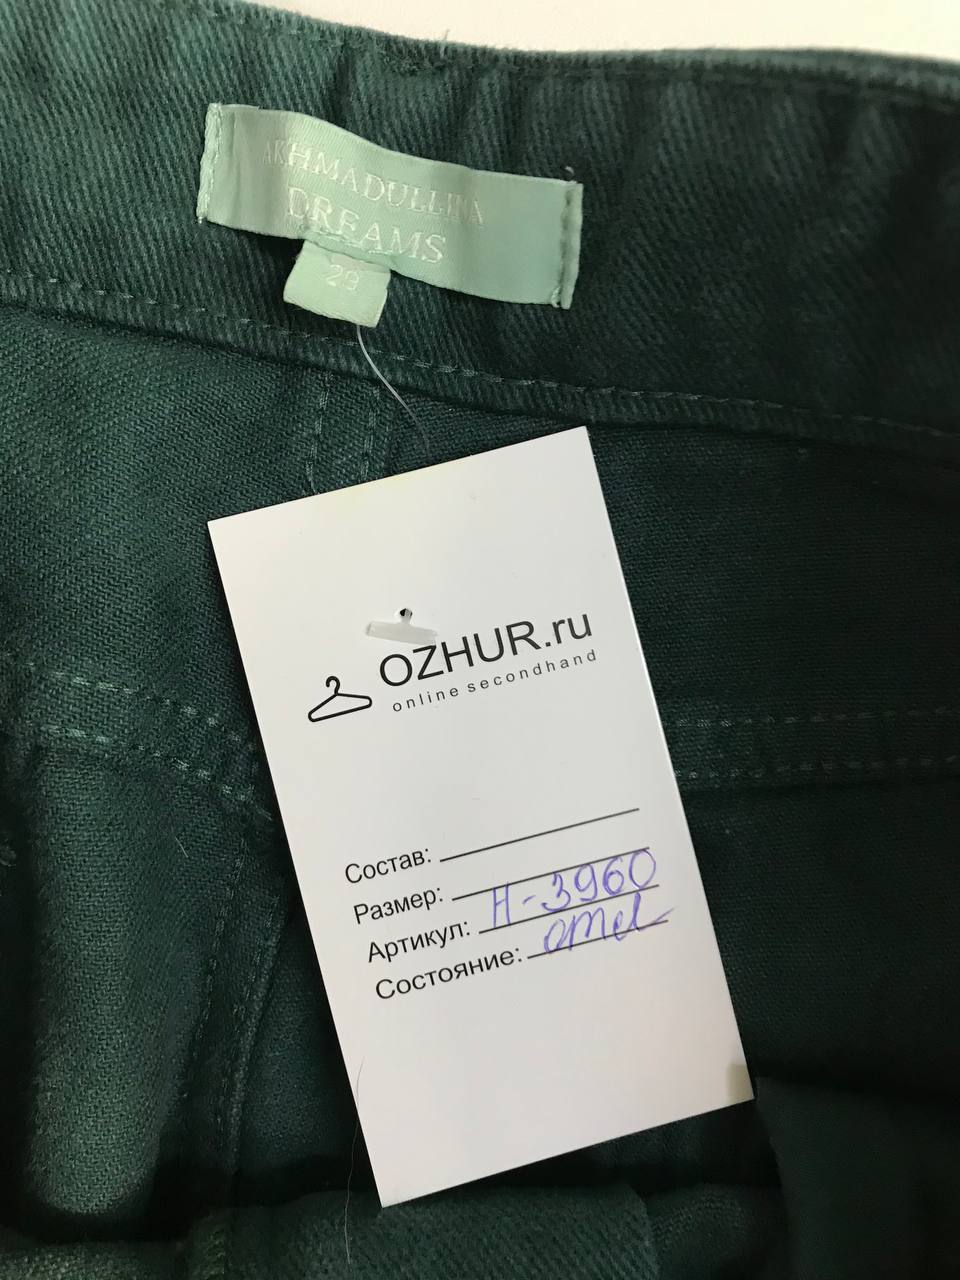 AKHMADULLINA
DREAMS
29
OZHUR.ru
online secondhand
Состав:
Размер:
Артикул: Н-3960
Состояние: отл